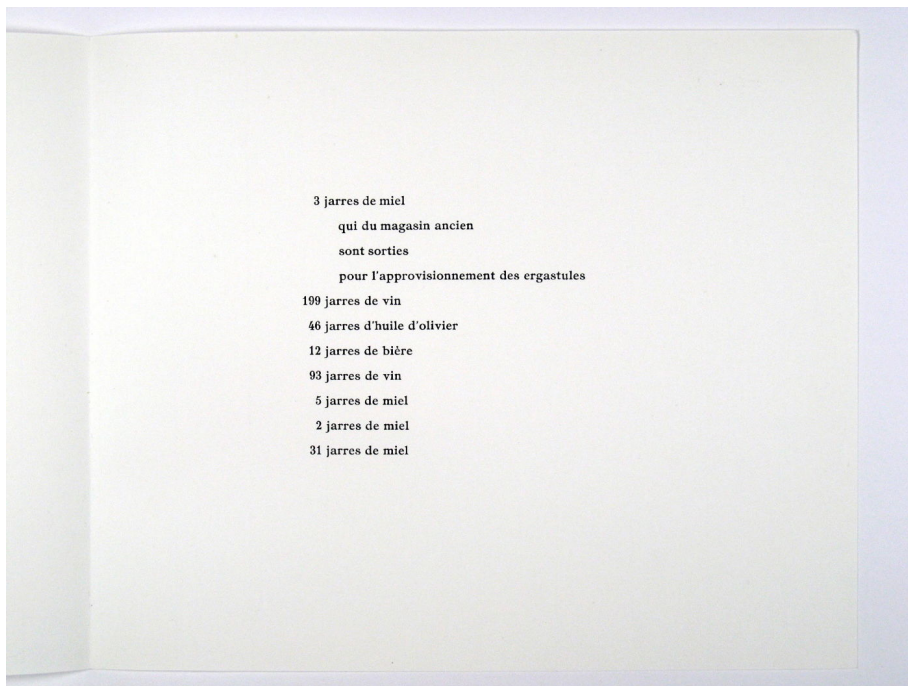 3 jarres de miel
qui du magasin ancien
sont sorties
pour l'approvisionnement des ergastules
199 jarres de vin
46 jarres d'huile d'olivier
12 jarres de bière
93 jarres de vin
5 jarres de miel
2 jarres de miel
31 jarres de miel